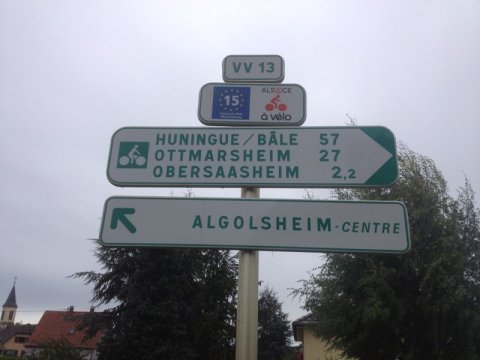 VV 13
15
ALSACE
à vélo
HUNINGUE/BÂLE 57
OTTMARSHEIM 27
OBERSAASHEIM 2,2
ALGOLSHEIM-CENTRE